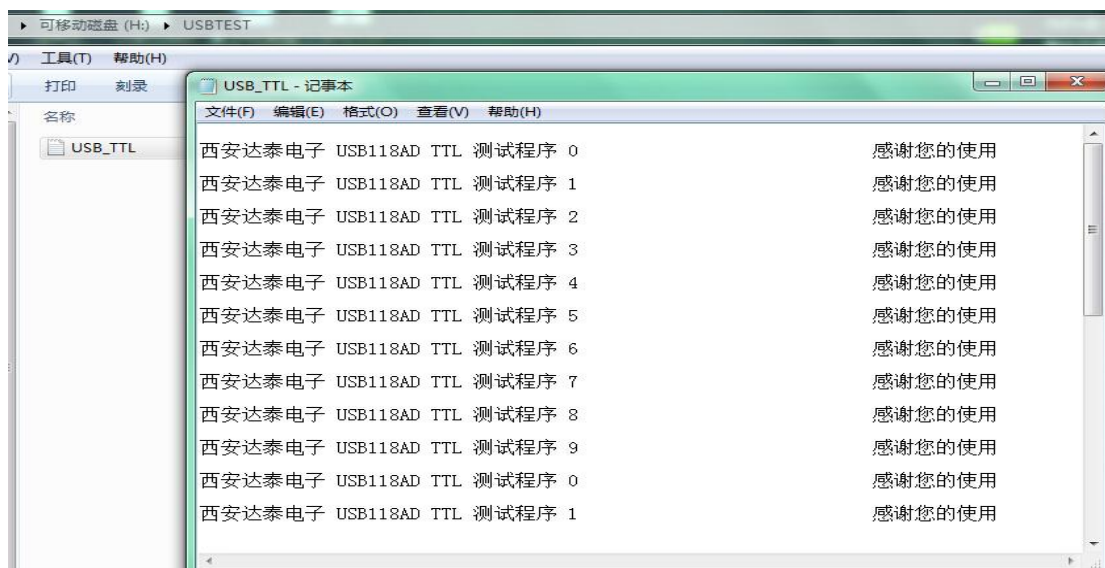 ▸ 可移动磁盘 (H:) ▸ USBTEST
V) 工具(T) 帮助(H)
打印 刻录
USB_TTL - 记事本
文件(F) 编辑(E) 格式(O) 查看(V) 帮助(H)
名称
USB_TTL
西安达泰电子 USB118AD TTL 测试程序 0 感谢您的使用
西安达泰电子 USB118AD TTL 测试程序 1 感谢您的使用
西安达泰电子 USB118AD TTL 测试程序 2 感谢您的使用
西安达泰电子 USB118AD TTL 测试程序 3 感谢您的使用
西安达泰电子 USB118AD TTL 测试程序 4 感谢您的使用
西安达泰电子 USB118AD TTL 测试程序 5 感谢您的使用
西安达泰电子 USB118AD TTL 测试程序 6 感谢您的使用
西安达泰电子 USB118AD TTL 测试程序 7 感谢您的使用
西安达泰电子 USB118AD TTL 测试程序 8 感谢您的使用
西安达泰电子 USB118AD TTL 测试程序 9 感谢您的使用
西安达泰电子 USB118AD TTL 测试程序 0 感谢您的使用
西安达泰电子 USB118AD TTL 测试程序 1 感谢您的使用